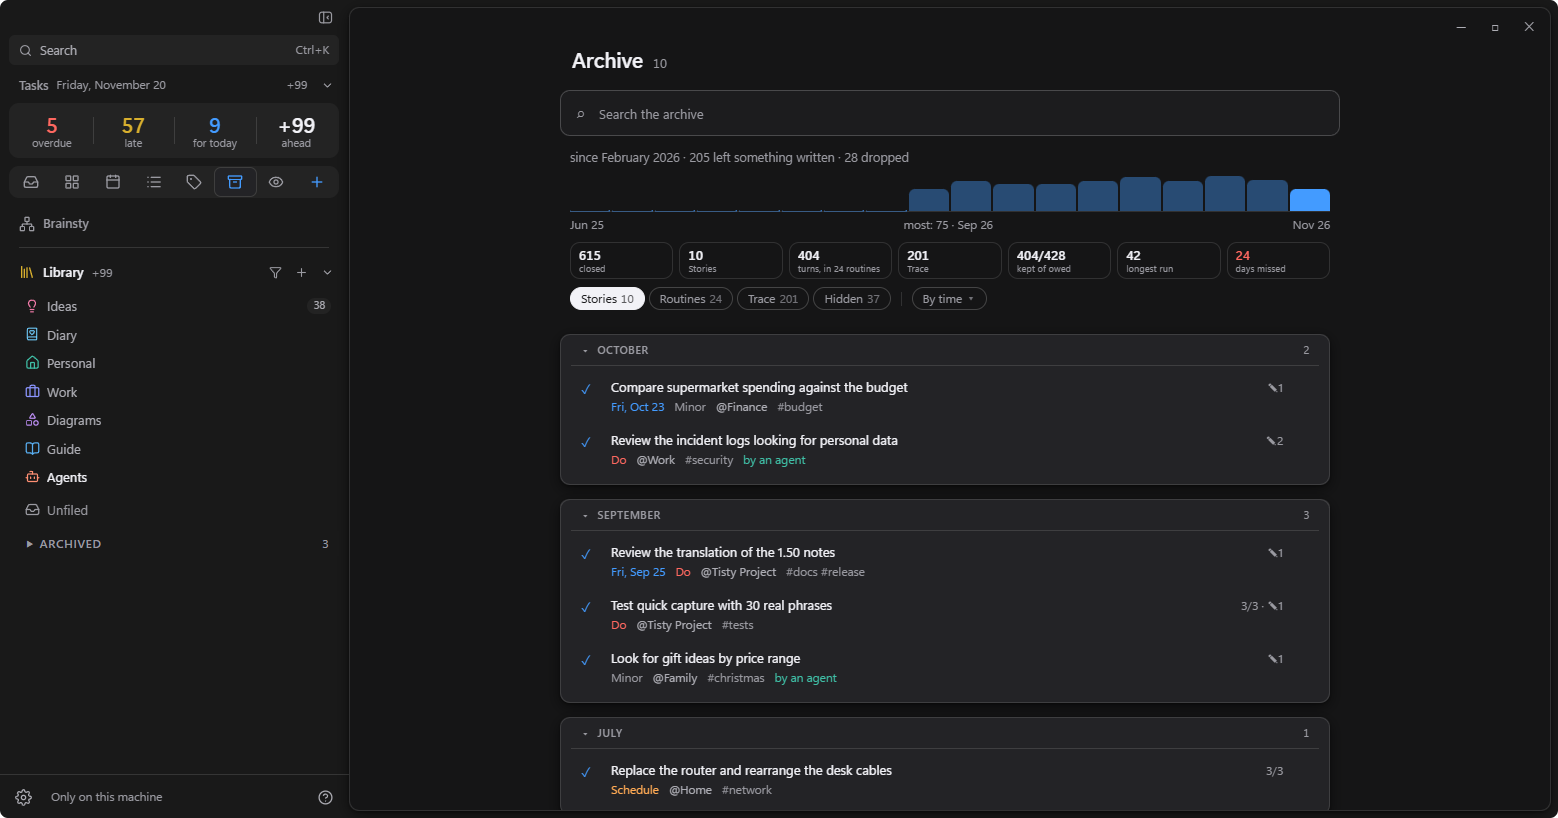 Search Ctrl+K
Tasks Friday, November 20 +99
5 57 9 +99
overdue late for today ahead
Brainsty
Library +99
Ideas 38
Diary
Personal
Work
Diagrams
Guide
Agents
Unfiled
ARCHIVED 3
Only on this machine
Archive 10
Search the archive
since February 2026 · 205 left something written · 28 dropped
Jun 25 most: 75 · Sep 26 Nov 26
615 10 404 201 404/428 42 24
closed Stories turns, in 24 routines Trace kept of owed longest run days missed
Stories 10 Routines 24 Trace 201 Hidden 37 By time
OCTOBER 2
Compare supermarket spending against the budget 1
Fri, Oct 23 Minor @Finance #budget
Review the incident logs looking for personal data 2
Do @Work #security by an agent
SEPTEMBER 3
Review the translation of the 1.50 notes 1
Fri, Sep 25 Do @Tisty Project #docs #release
Test quick capture with 30 real phrases 3/3 · 1
Do @Tisty Project #tests
Look for gift ideas by price range 1
Minor @Family #christmas by an agent
JULY 1
Replace the router and rearrange the desk cables 3/3
Schedule @Home #network